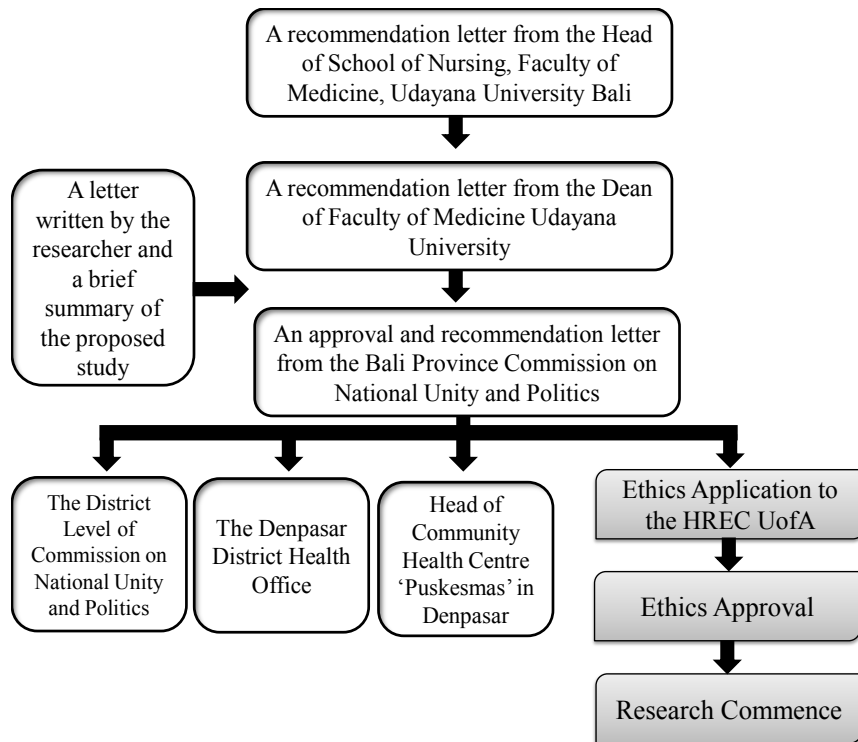 A recommendation letter from the Head
of School of Nursing, Faculty of
Medicine, Udayana University Bali
A recommendation letter from the Dean
of Faculty of Medicine Udayana
University
A letter
written by the
researcher and
a brief
summary of
the proposed
study
An approval and recommendation letter
from the Bali Province Commission on
National Unity and Politics
The District
Level of
Commission on
National Unity
and Politics
The Denpasar
District Health
Office
Head of
Community
Health Centre
‘Puskesmas’ in
Denpasar
Ethics Application to
the HREC UofA
Ethics Approval
Research Commence